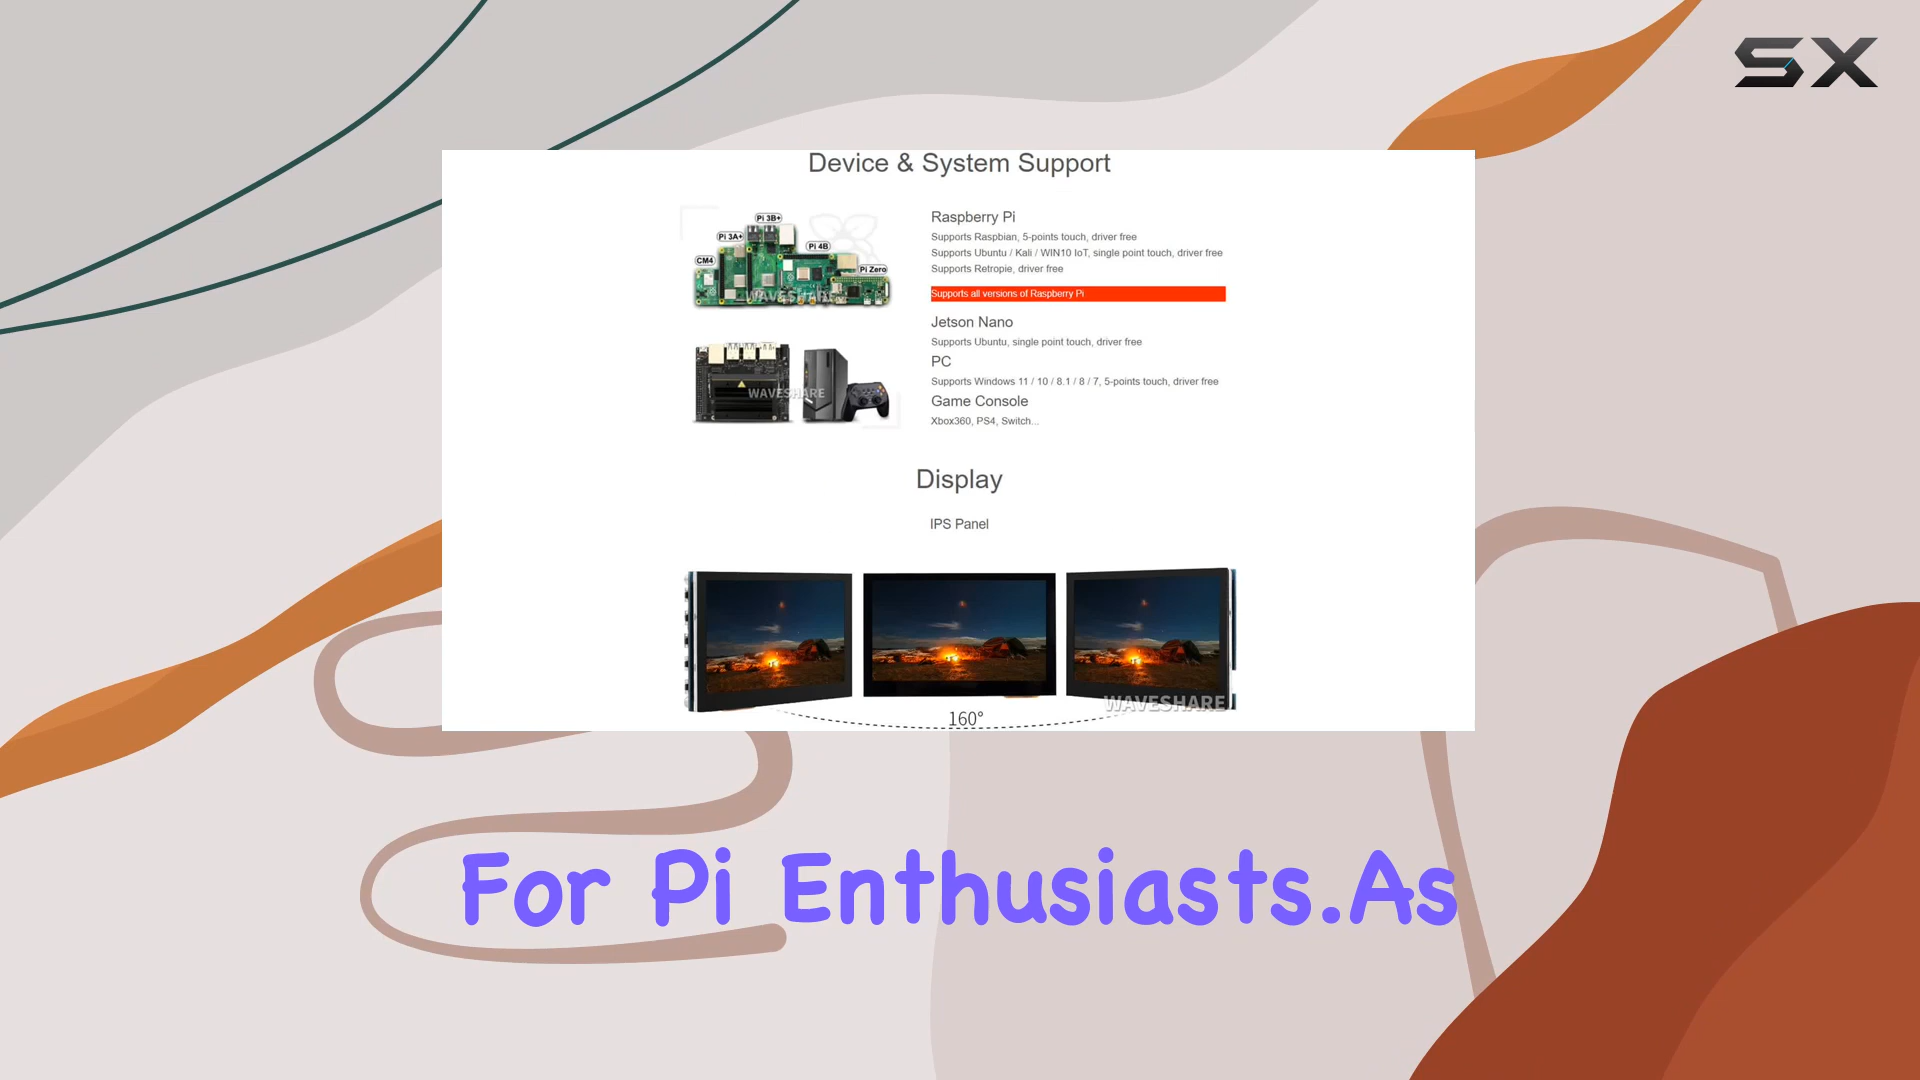 SX
Device & System Support
Pi 3B+
Pi 3A+
Pi 4B
CM4
Pi Zero
WAVESHARE
Raspberry Pi
Supports Raspbian, 5-points touch, driver free
Supports Ubuntu / Kali / WIN10 IoT, single point touch, driver free
Supports Retropie, driver free
Supports all versions of Raspberry Pi
Jetson Nano
Supports Ubuntu, single point touch, driver free
PC
Supports Windows 11 / 10 / 8.1 / 8 / 7, 5-points touch, driver free
WAVESHARE
Game Console
Xbox360, PS4, Switch...
Display
IPS Panel
WAVESHARE
160°
For Pi Enthusiasts.As